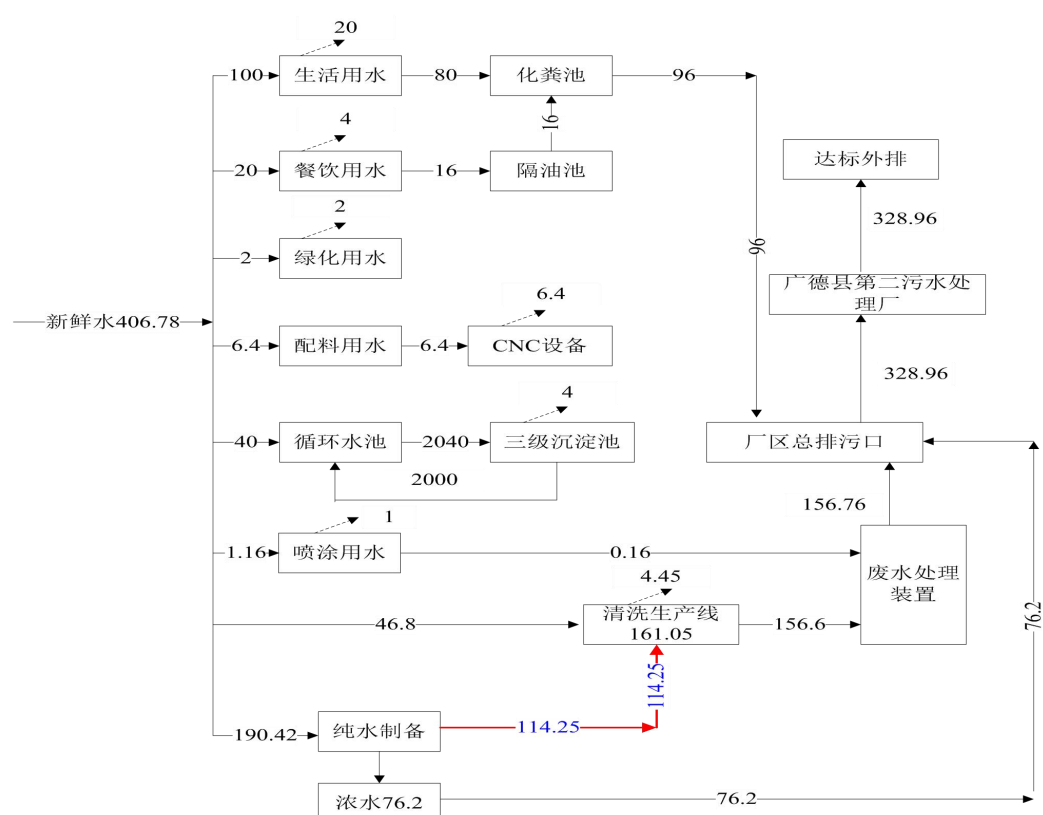 20
100
生活用水
80
化粪池
96
4
16
20
餐饮用水
16
隔油池
达标外排
328.96
2
2
绿化用水
96
广德县第二污水处
理厂
新鲜水406.78
6.4
6.4
配料用水
6.4
CNC设备
328.96
4
40
循环水池
2040
三级沉淀池
厂区总排污口
2000
156.76
1
1.16
喷涂用水
0.16
废水处理
装置
4.45
46.8
清洗生产线
161.05
156.6
76.2
114.25
190.42
纯水制备
114.25
浓水76.2
76.2